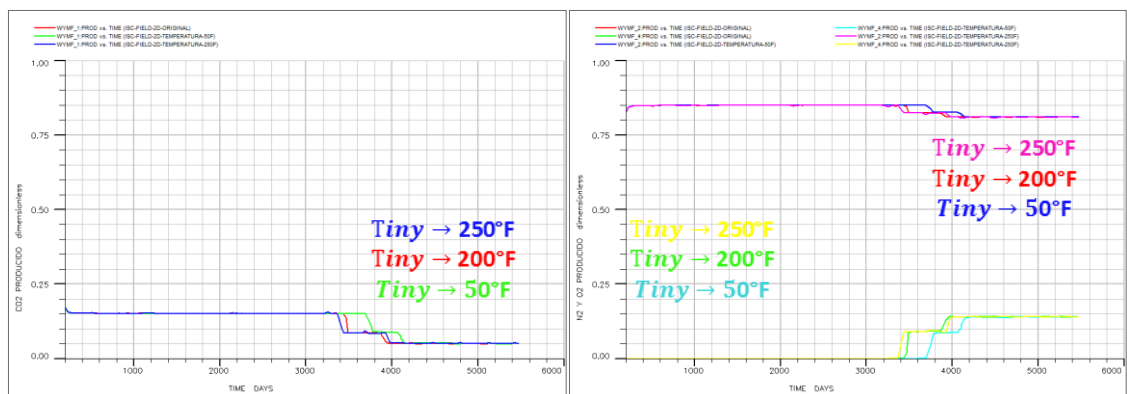 WYMF_1:PROD vs. TIME (ISC-FIELD-2D-ORIGINAL)
WYMF_1:PROD vs. TIME (ISC-FIELD-2D-TEMPERATURA-50F)
WYMF_1:PROD vs. TIME (ISC-FIELD-2D-TEMPERATURA-250F)
1.00
0.75
0.50
0.25
0.00
CO2 PRODUCIDO dimensionless
Tiny → 250°F
Tiny → 200°F
Tiny → 50°F
1000 2000 3000 4000 5000 6000
TIME DAYS
WYMF_2:PROD vs. TIME (ISC-FIELD-2D-ORIGINAL)
WYMF_4:PROD vs. TIME (ISC-FIELD-2D-ORIGINAL)
WYMF_2:PROD vs. TIME (ISC-FIELD-2D-TEMPERATURA-50F)
WYMF_4:PROD vs. TIME (ISC-FIELD-2D-TEMPERATURA-50F)
WYMF_2:PROD vs. TIME (ISC-FIELD-2D-TEMPERATURA-250F)
WYMF_4:PROD vs. TIME (ISC-FIELD-2D-TEMPERATURA-250F)
1.00
0.75
0.50
0.25
0.00
N2 Y O2 PRODUCIDO dimensionless
Tiny → 250°F
Tiny → 200°F
Tiny → 50°F
Tiny → 250°F
Tiny → 200°F
Tiny → 50°F
1000 2000 3000 4000 5000 6000
TIME DAYS